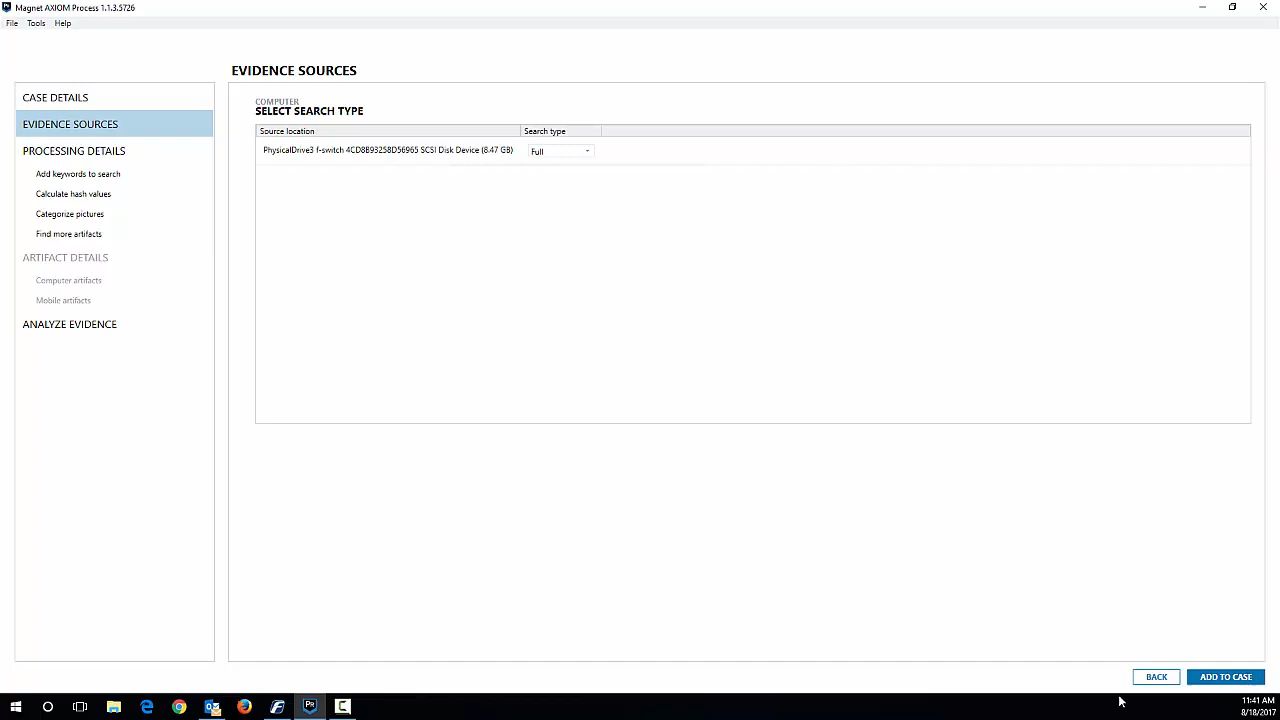 Magnet AXIOM Process 1.1.3.5726
File Tools Help
EVIDENCE SOURCES
CASE DETAILS
EVIDENCE SOURCES
PROCESSING DETAILS
Add keywords to search
Calculate hash values
Categorize pictures
Find more artifacts
ARTIFACT DETAILS
Computer artifacts
Mobile artifacts
ANALYZE EVIDENCE
COMPUTER
SELECT SEARCH TYPE
Source location Search type
PhysicalDrive3 f-switch 4CD8B93258D56965 SCSI Disk Device (8.47 GB) Full
BACK ADD TO CASE
11:41 AM
8/18/2017